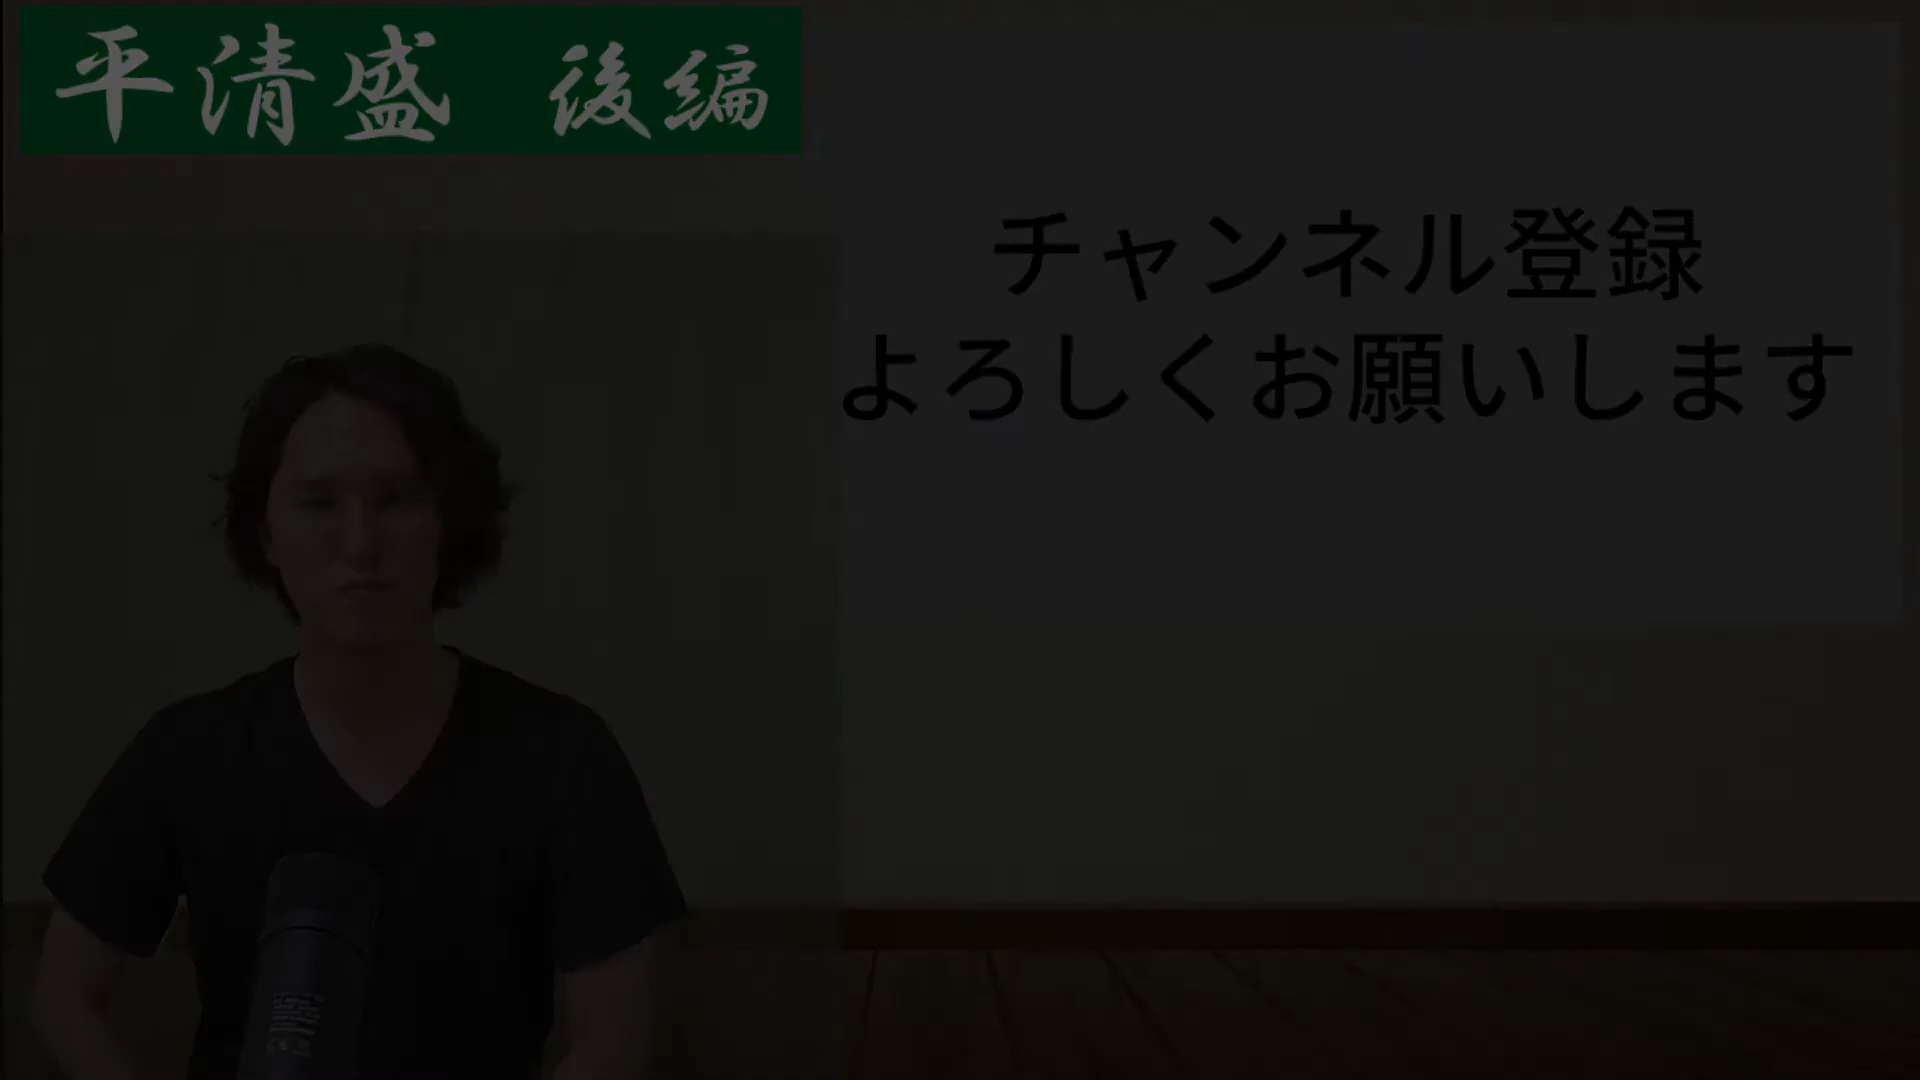 平清盛 後編
チャンネル登録
よろしくお願いします